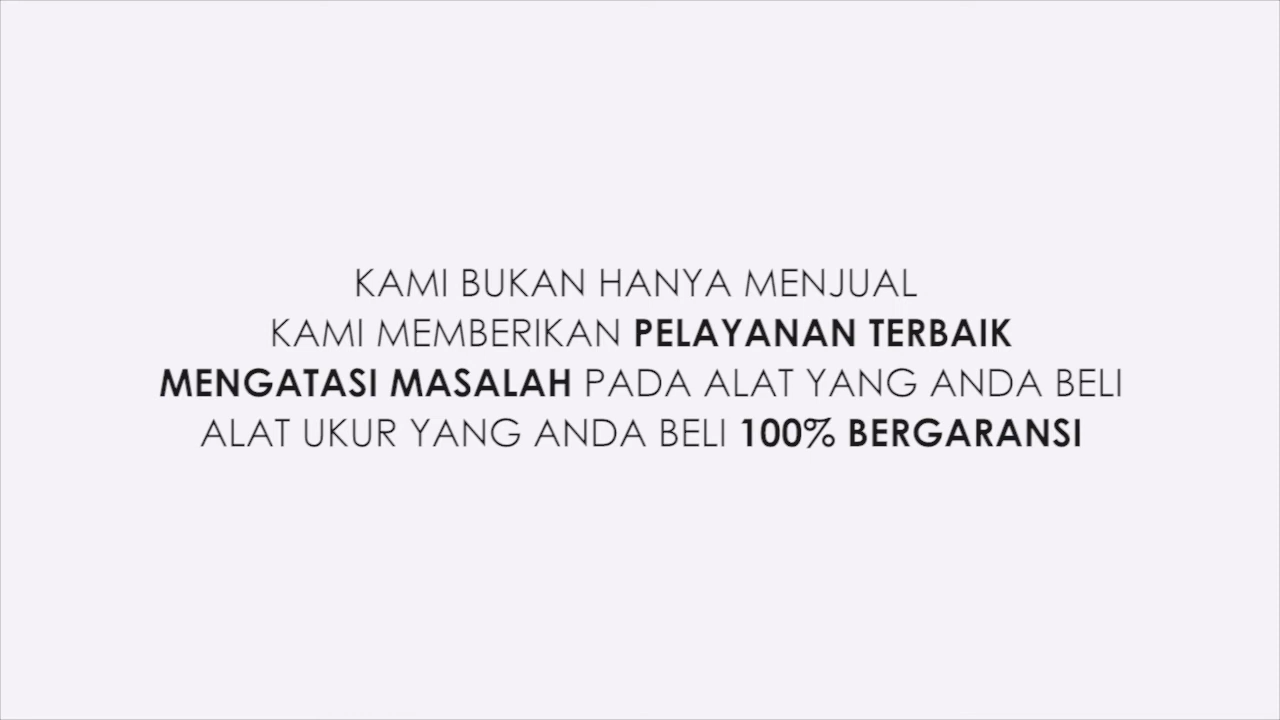 KAMI BUKAN HANYA MENJUAL
KAMI MEMBERIKAN PELAYANAN TERBAIK
MENGATASI MASALAH PADA ALAT YANG ANDA BELI
ALAT UKUR YANG ANDA BELI 100% BERGARANSI